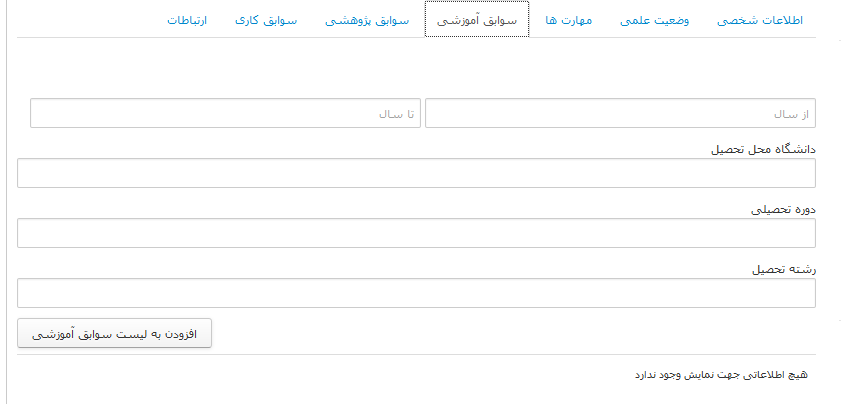 اطلاعات شخصی وضعیت علمی مهارت ها سوابق آموزشی سوابق پژوهشی سوابق کاری ارتباطات
از سال تا سال
دانشگاه محل تحصیل
دوره تحصیلی
رشته تحصیل
افزودن به لیست سوابق آموزشی
هیچ اطلاعاتی جهت نمایش وجود ندارد